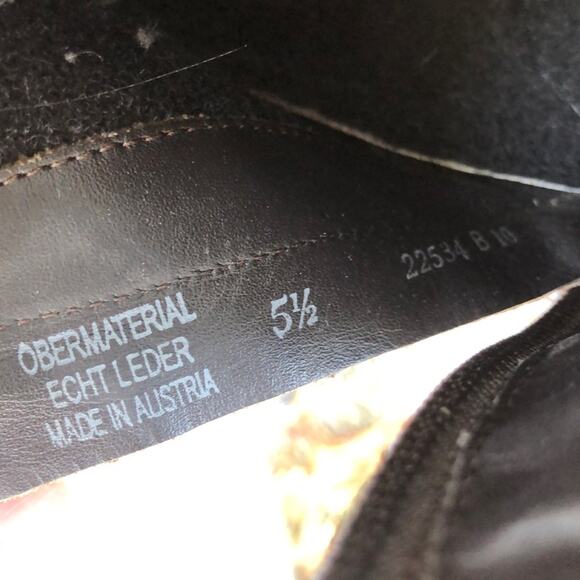 OBERMATERIAL
ECHT LEDER
MADE IN AUSTRIA
5½
22534 B 10